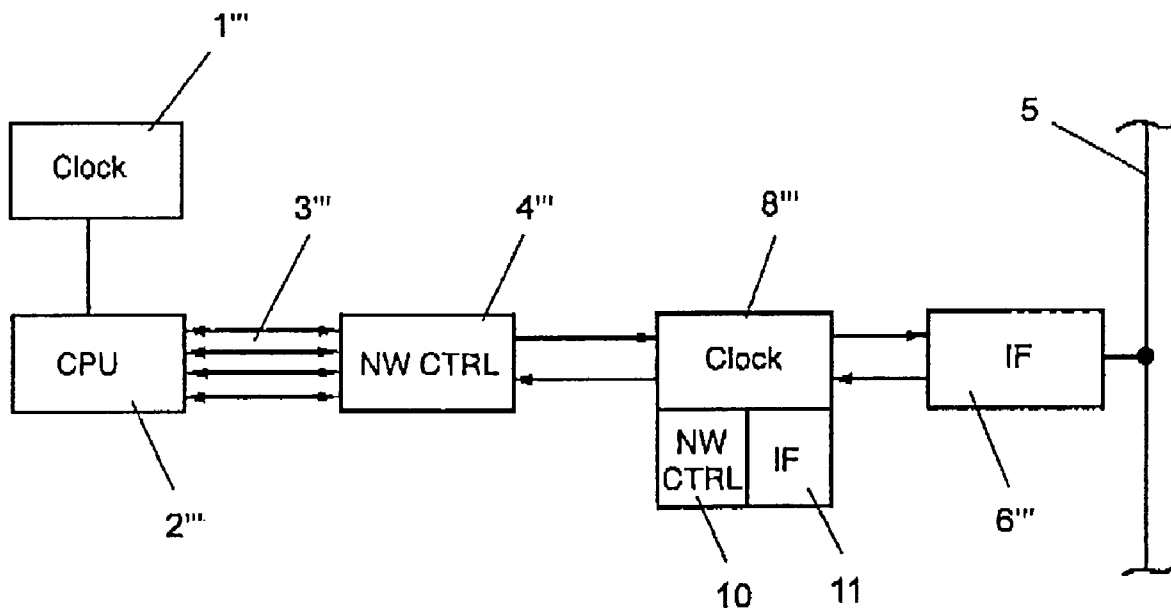 1'''
5
Clock
3'''
4'''
8'''
CPU
NW CTRL
Clock
IF
NW
CTRL
IF
2'''
10
11
6'''